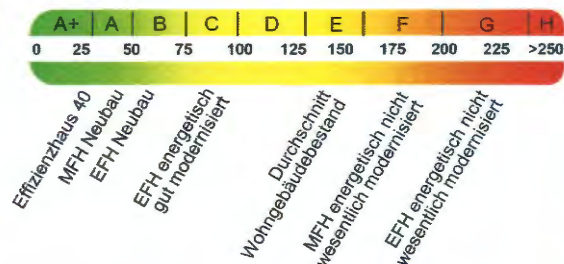 A+ A B C D E F G H
0 25 50 75 100 125 150 175 200 225 >250
Effizienzhaus 40
MFH Neubau
EFH Neubau
EFH energetisch
gut modernisiert
Durchschnitt
Wohngebäudebestand
MFH energetisch nicht
wesentlich modernisiert
EFH energetisch nicht
wesentlich modernisiert